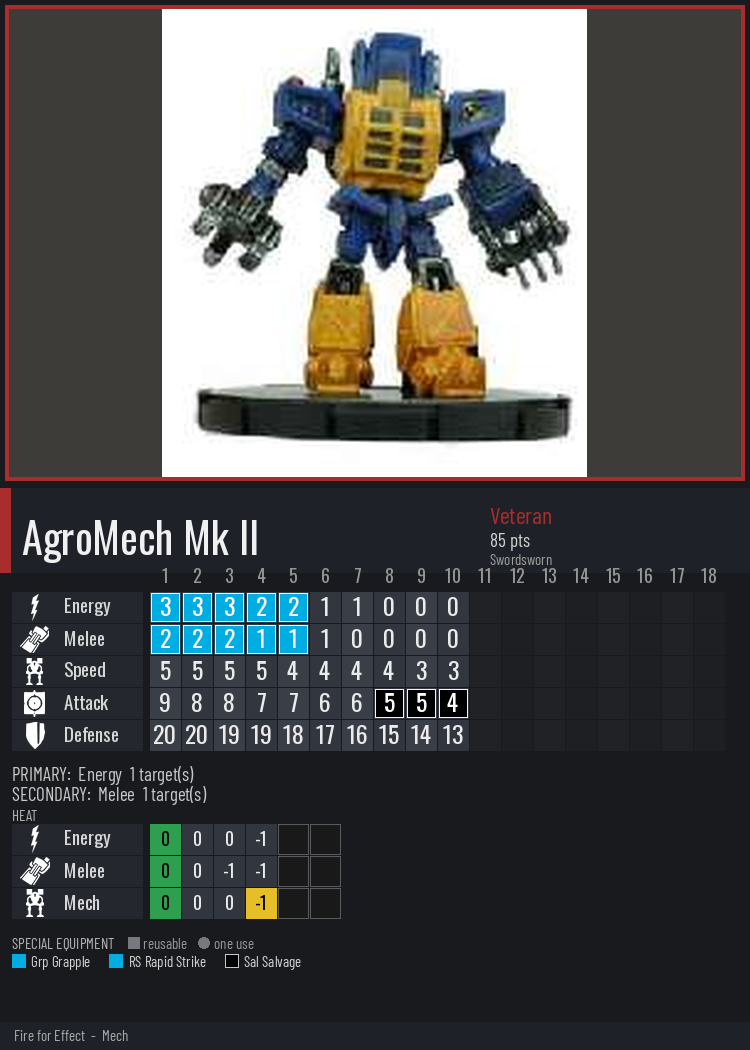 AgroMech Mk II
Veteran
85 pts
Swordsworn
1 2 3 4 5 6 7 8 9 10 11 12 13 14 15 16 17 18
Energy 3 3 3 2 2 1 1 0 0 0
Melee 2 2 2 1 1 1 0 0 0 0
Speed 5 5 5 5 4 4 4 4 3 3
Attack 9 8 8 7 7 6 6 5 5 4
Defense 20 20 19 19 18 17 16 15 14 13
PRIMARY: Energy 1 target(s)
SECONDARY: Melee 1 target(s)
HEAT
Energy 0 0 0 -1
Melee 0 0 -1 -1
Mech 0 0 0 -1
SPECIAL EQUIPMENT reusable one use
Grp Grapple RS Rapid Strike Sal Salvage
Fire for Effect - Mech